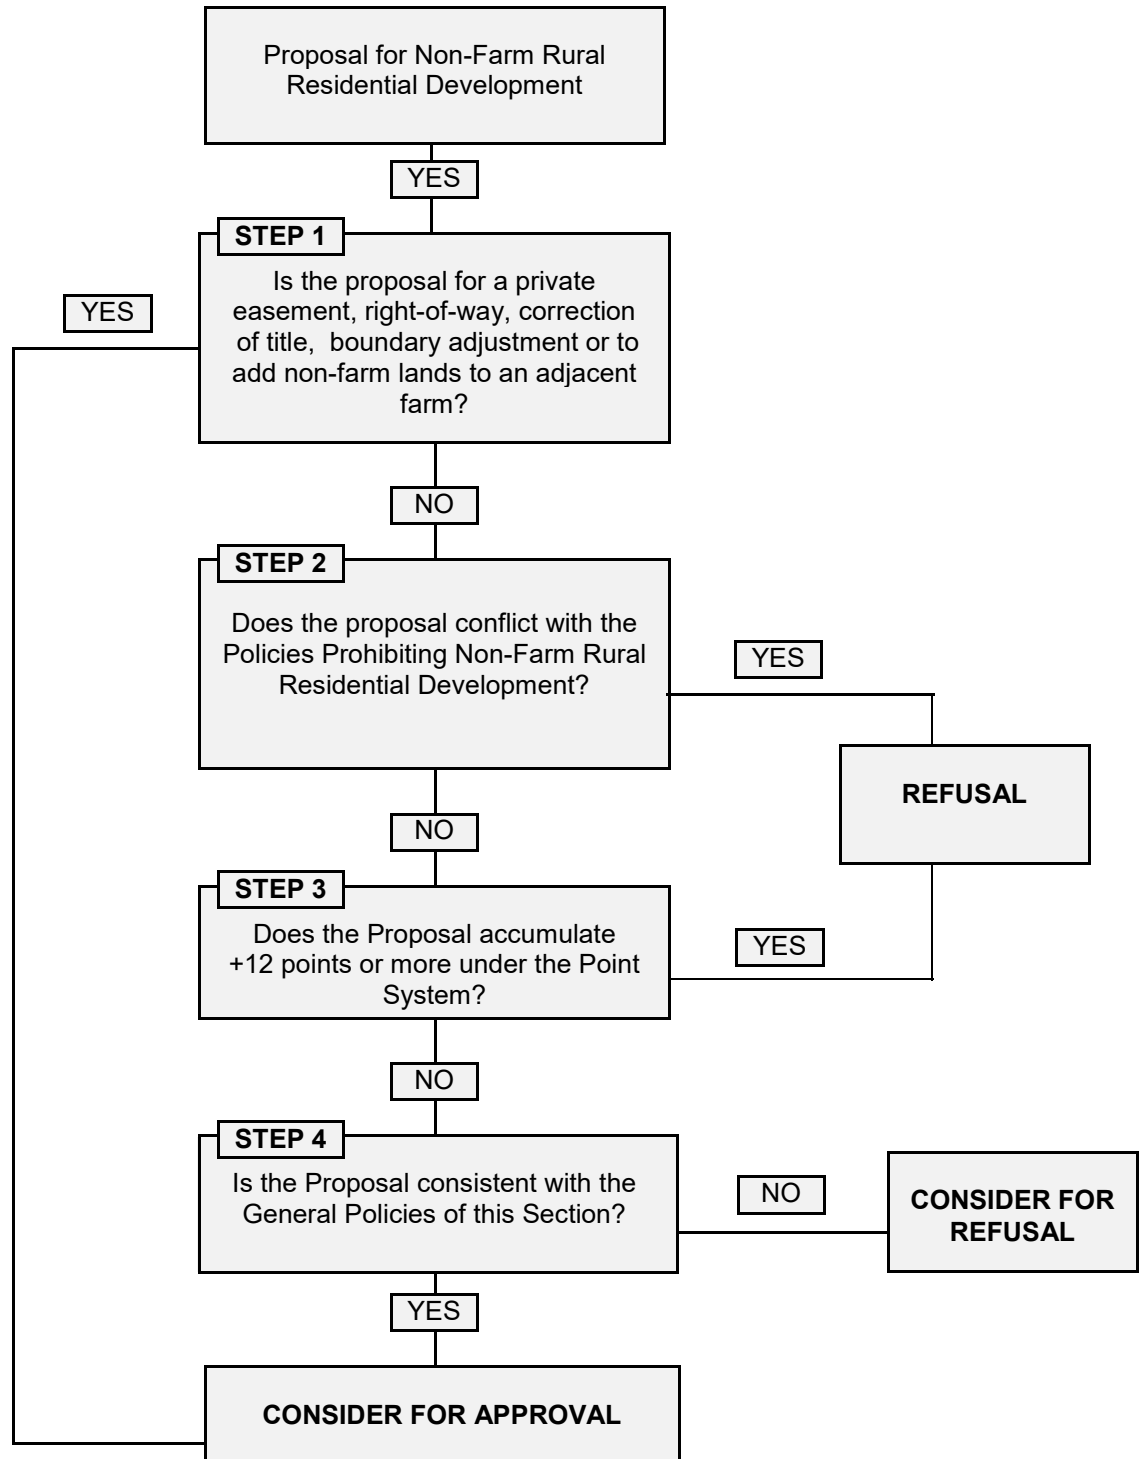 Proposal for Non-Farm Rural
Residential Development
YES
STEP 1
Is the proposal for a private
easement, right-of-way, correction
of title, boundary adjustment or to
add non-farm lands to an adjacent
farm?
YES
NO
STEP 2
Does the proposal conflict with the
Policies Prohibiting Non-Farm Rural
Residential Development?
YES
REFUSAL
NO
STEP 3
Does the Proposal accumulate
+12 points or more under the Point
System?
YES
NO
STEP 4
Is the Proposal consistent with the
General Policies of this Section?
NO
CONSIDER FOR
REFUSAL
YES
CONSIDER FOR APPROVAL